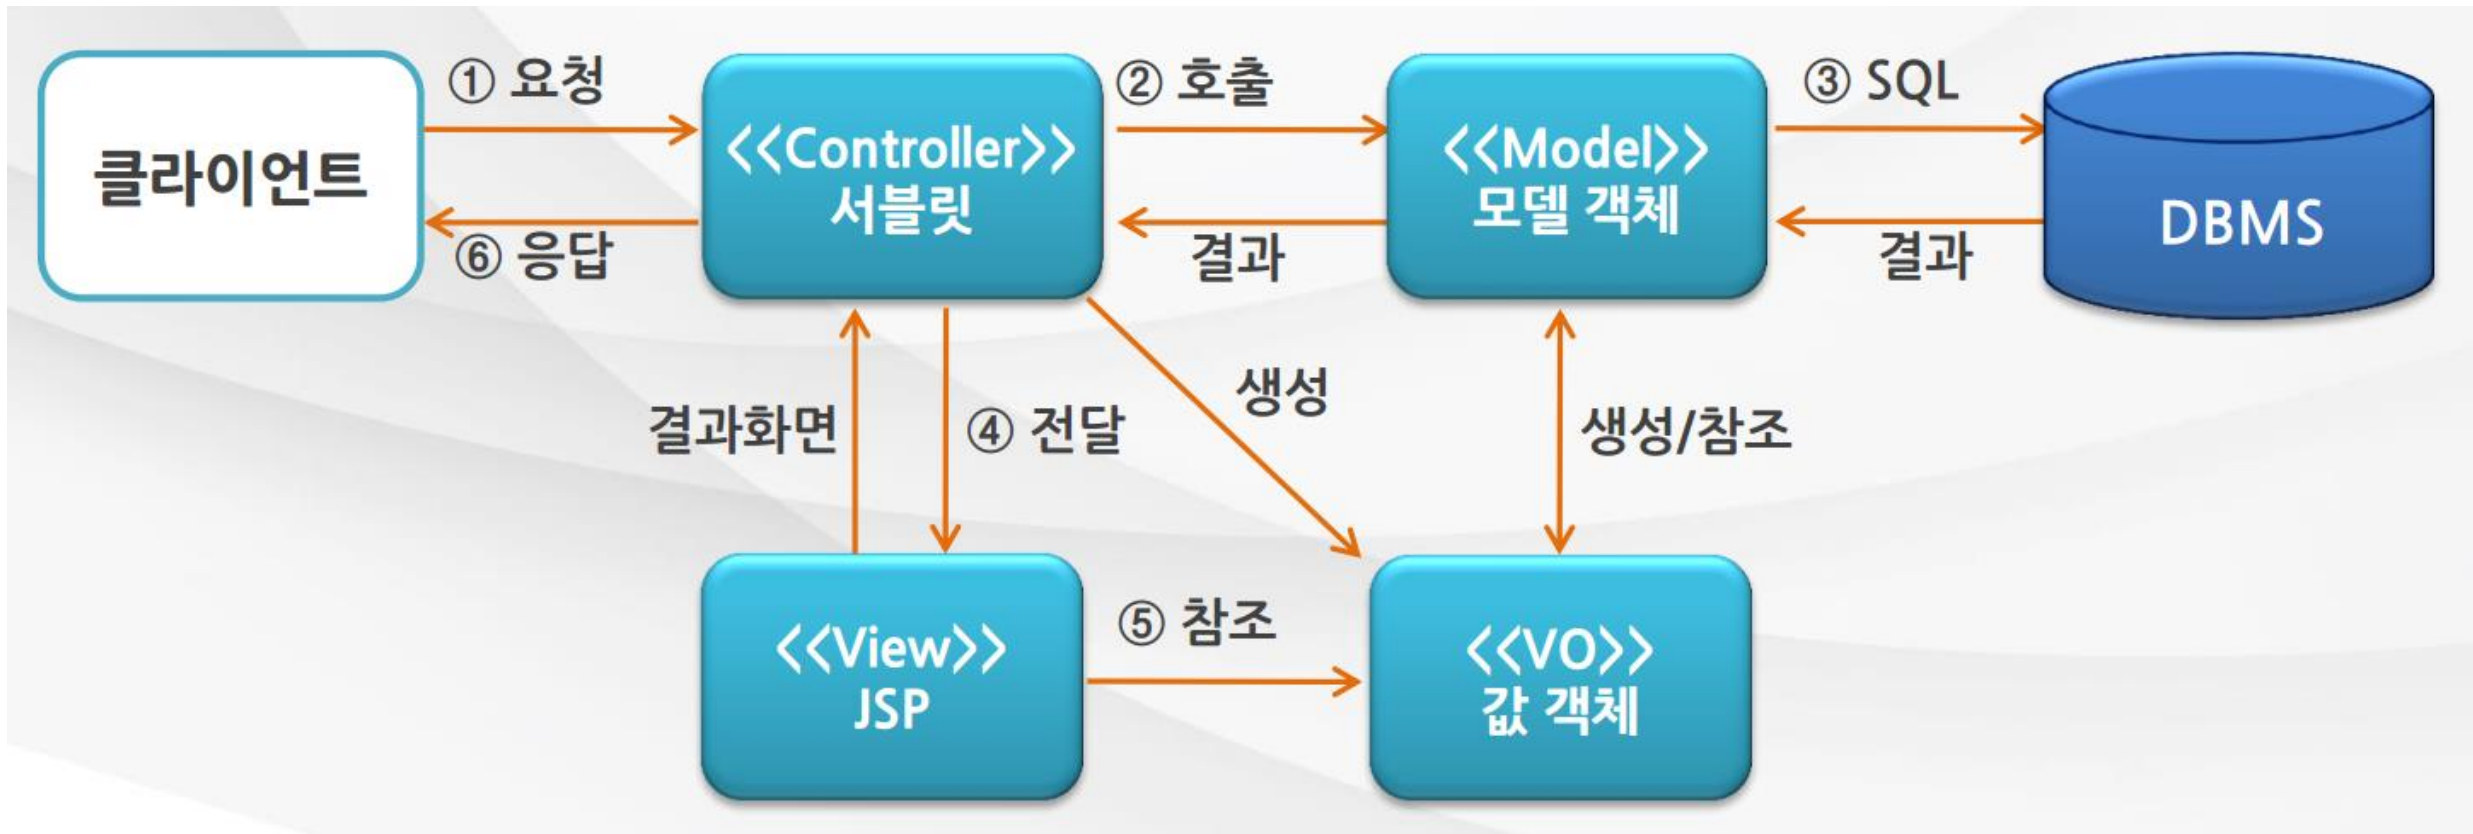 ① 요청
② 호출
③ SQL
클라이언트
<<Controller>>
서블릿
<<Model>>
모델 객체
DBMS
⑥ 응답
결과
결과
결과화면
④ 전달
생성
생성/참조
<<View>>
JSP
⑤ 참조
<<VO>>
값 객체